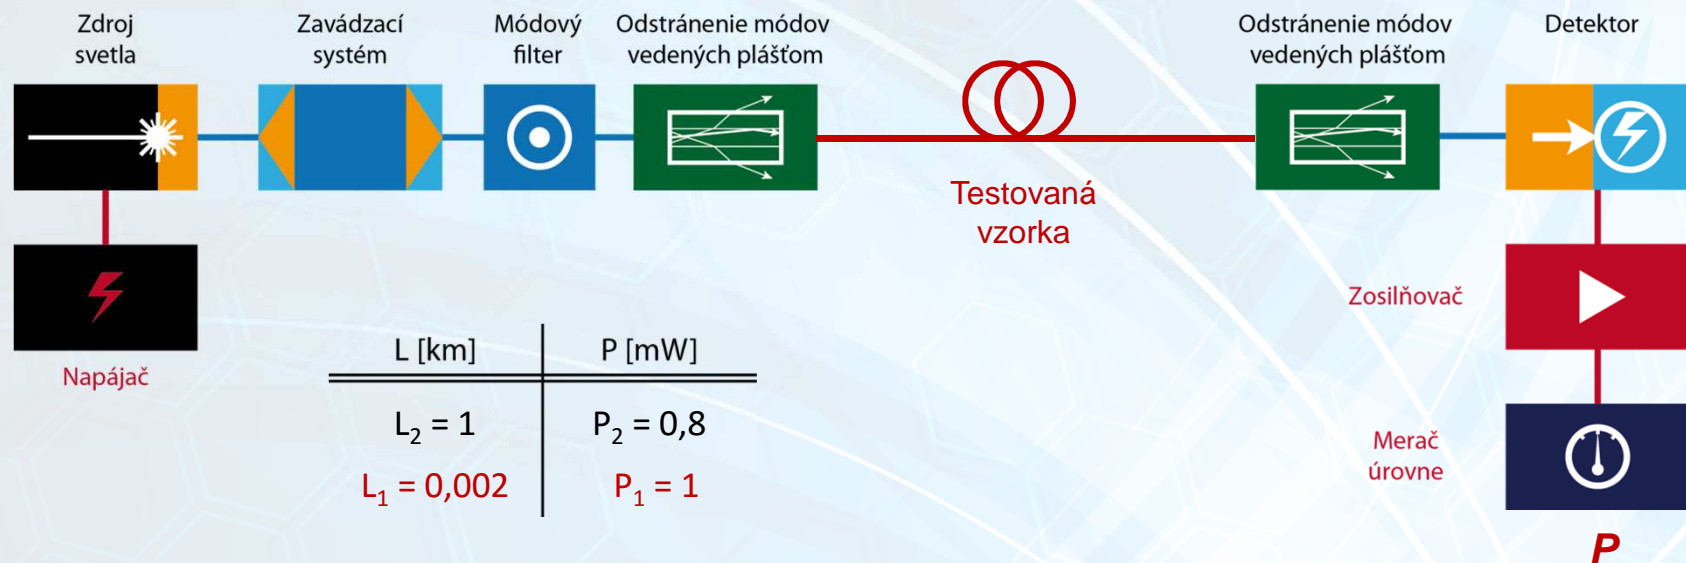 Zdroj
svetla
Zavádzací
systém
Módový
filter
Odstránenie módov
vedených plášťom
Odstránenie módov
vedených plášťom
Detektor
Testovaná
vzorka
Zosilňovač
Napájač
L [km] P [mW]
L₂ = 1 P₂ = 0,8
L₁ = 0,002 P₁ = 1
Merač
úrovne
P